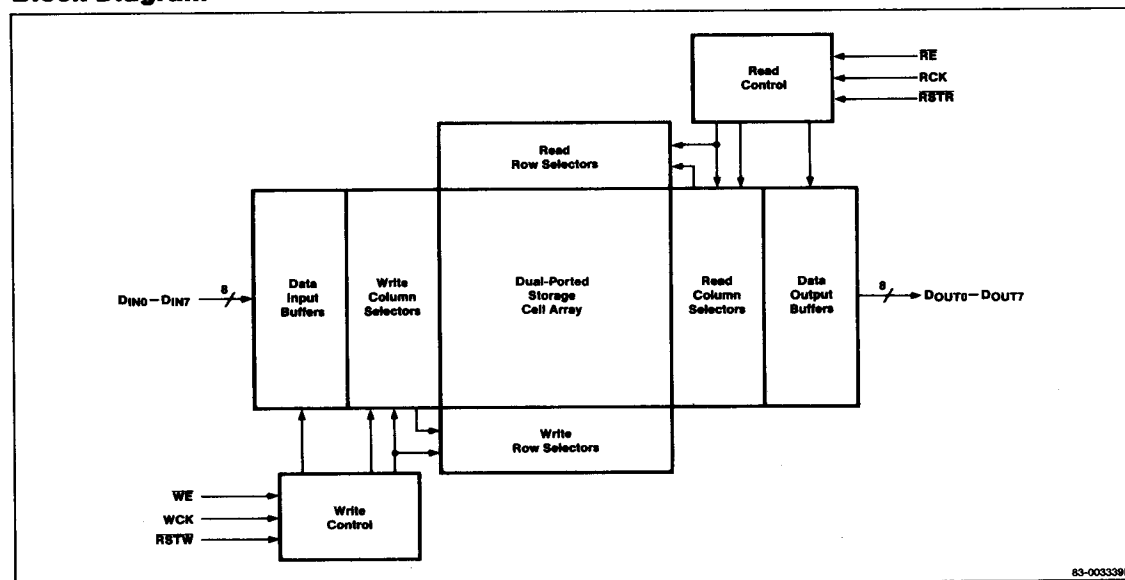 Block Diagram
Read
Control
RE
RCK
RSTR
Read
Row Selectors
DIN0–DIN7
8
Data
Input
Buffers
Write
Column
Selectors
Dual-Ported
Storage
Cell Array
Read
Column
Selectors
Data
Output
Buffers
8
DOUT0–DOUT7
Write
Row Selectors
WE
WCK
RSTW
Write
Control